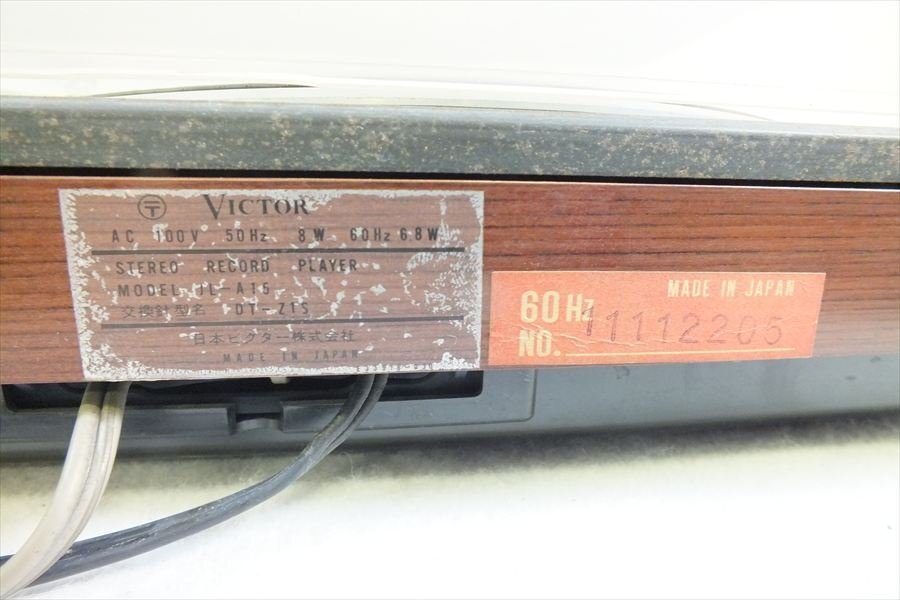 〒 VICTOR
AC 100V 50Hz 8W 60Hz 6.8W
STEREO RECORD PLAYER
MODEL JL-A15
交換針型名 DT-Z1S
日本ビクター株式会社
MADE IN JAPAN
MADE IN JAPAN
60Hz
NO. 11112205